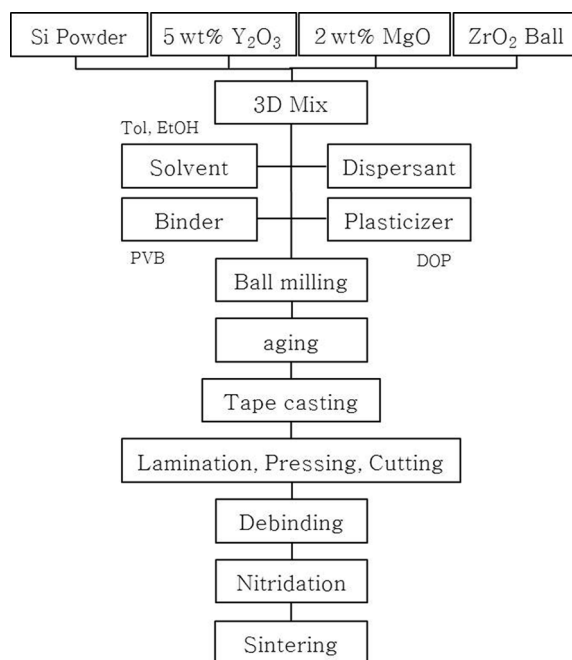 Si Powder
5 wt% Y₂O₃
2 wt% MgO
ZrO₂ Ball
3D Mix
Tol, EtOH
Solvent
Dispersant
Binder
Plasticizer
PVB
DOP
Ball milling
aging
Tape casting
Lamination, Pressing, Cutting
Debinding
Nitridation
Sintering